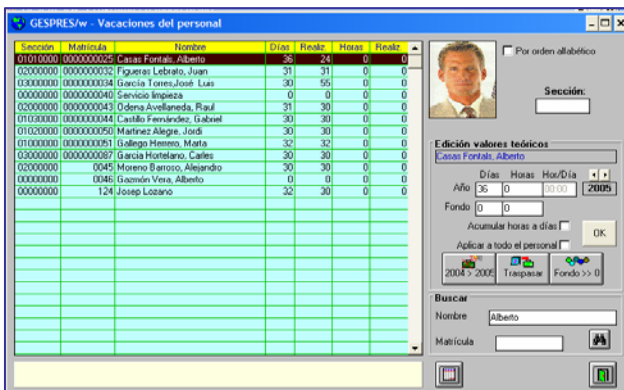 GESPRES/w - Vacaciones del personal
Sección Matrícula Nombre Días Realiz. Horas Realiz.
01010000 0000000025 Casas Fontals, Alberto 36 24 0 0
02000000 0000000032 Figueras Lebrato, Juan 31 31 0 0
03000000 0000000034 García Torres,José Luis 30 55 0 0
00000000 0000000040 Servicio limpieza 0 0 0 0
02000000 0000000043 Odena Avellaneda, Raul 31 30 0 0
01030000 0000000044 Castillo Fernández, Gabriel 30 30 0 0
01020000 0000000050 Martinez Alegre, Jordi 30 30 0 0
01000000 0000000051 Gallego Herrero, Marta 32 32 0 0
03000000 0000000087 Garcia Hortelano, Carles 30 30 0 0
02000000 0045 Moreno Barroso, Alejandro 30 30 0 0
00000000 0046 Gazmón Vera, Alberto 0 0 0 0
00000000 124 Josep Lozano 32 30 0 0
Por orden alfabético
Sección:
Edición valores teóricos
Casas Fontals, Alberto
Días Horas Hor/Día
Año 36 0 00:00 2005
Fondo 0 0
Acumular horas a días
OK
Aplicar a todo el personal
2004 > 2005 Traspasar Fondo >> 0
Buscar
Nombre Alberto
Matrícula